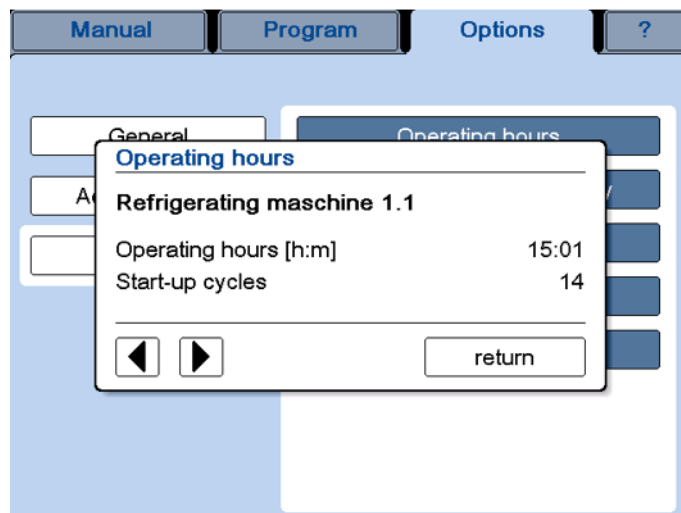 Manual Program Options ?
General Operating hours
Operating hours
Refrigerating maschine 1.1
Operating hours [h:m] 15:01
Start-up cycles 14
return